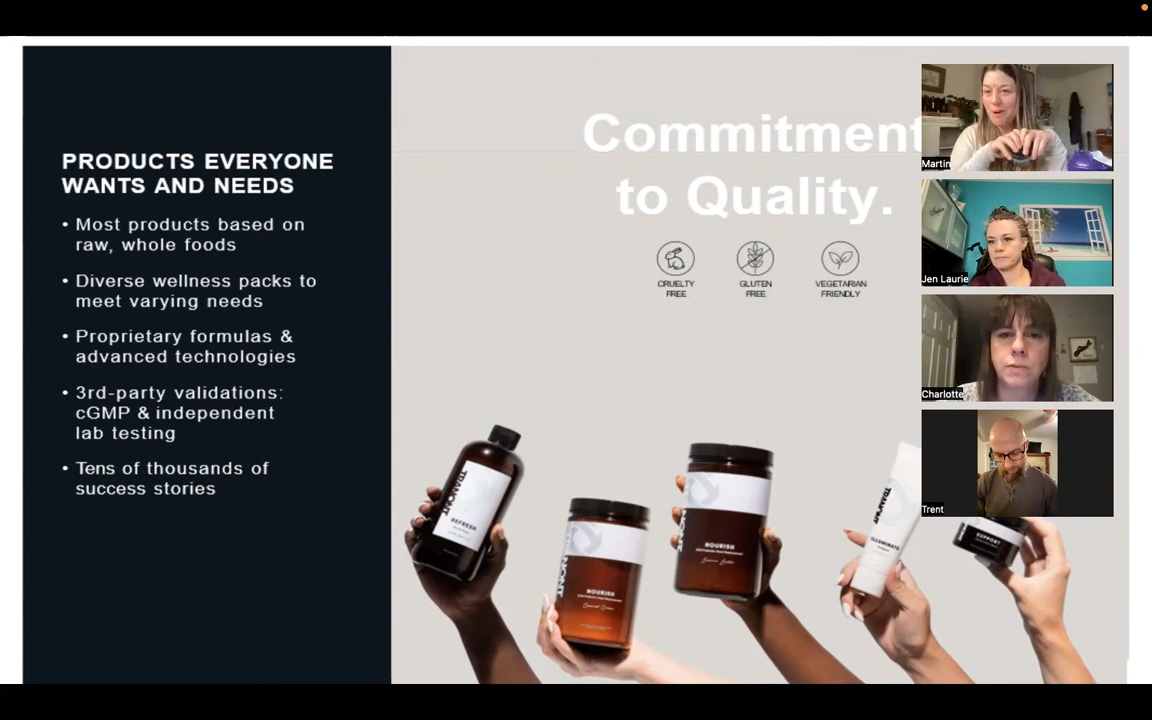 PRODUCTS EVERYONE
WANTS AND NEEDS
• Most products based on
raw, whole foods
• Diverse wellness packs to
meet varying needs
• Proprietary formulas &
advanced technologies
• 3rd-party validations:
cGMP & independent
lab testing
• Tens of thousands of
success stories
Commitment
to Quality.
CRUELTY
FREE
GLUTEN
FREE
VEGETARIAN
FRIENDLY
TRANONT
REFRESH
NOURISH
NOURISH
TRANONT
ILLUMINATE
SUPPORT
Martin
Jen Laurie
Charlotte
Trent